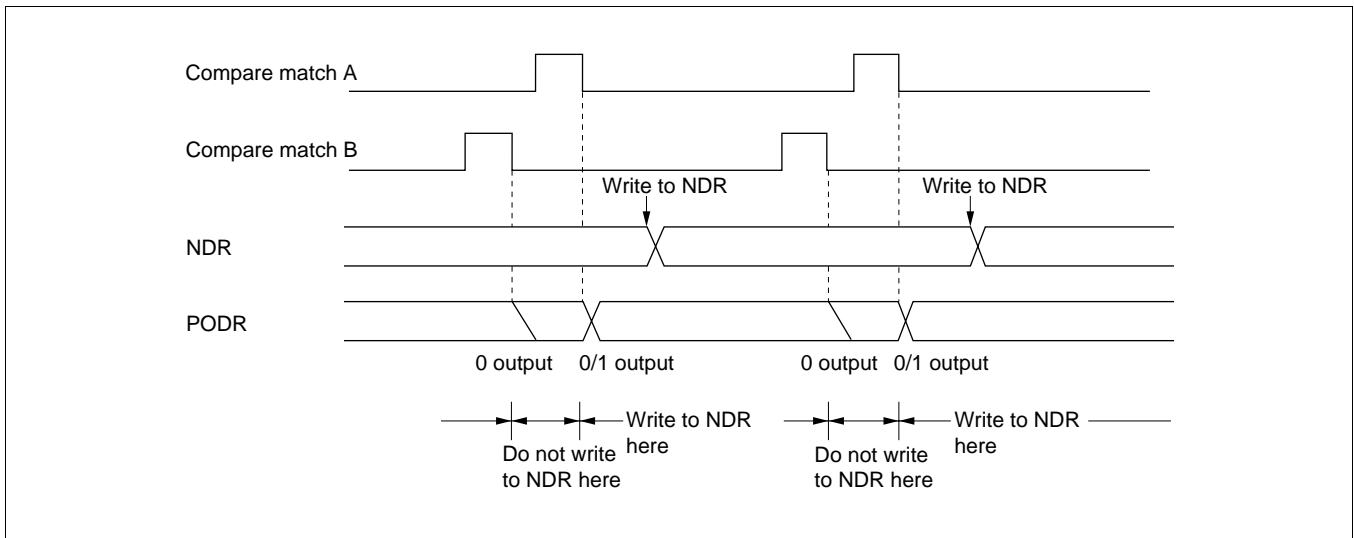 Compare match A
Compare match B
Write to NDR Write to NDR
NDR
PODR
0 output 0/1 output 0 output 0/1 output
Write to NDR here
Do not write to NDR here
Write to NDR here
Do not write to NDR here